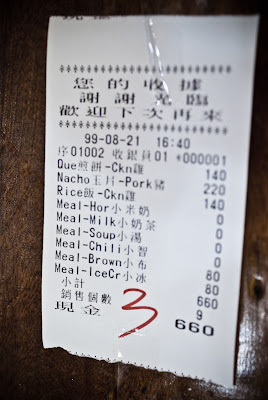 您的收據
謝謝光臨
歡迎下次再來
99-08-21 16:40
序01002 收銀員01 *000001
Que煎餅-Ckn雞 140
Nacho玉片-Pork豬 220
Rice飯-Ckn雞 140
Meal-Hor小米奶 0
Meal-Milk小奶茶 0
Meal-Soup小湯 0
Meal-Chili小智 80
Meal-Brown小布 80
Meal-IceCr小冰
小計 660
銷售個數 9
現金 660
3